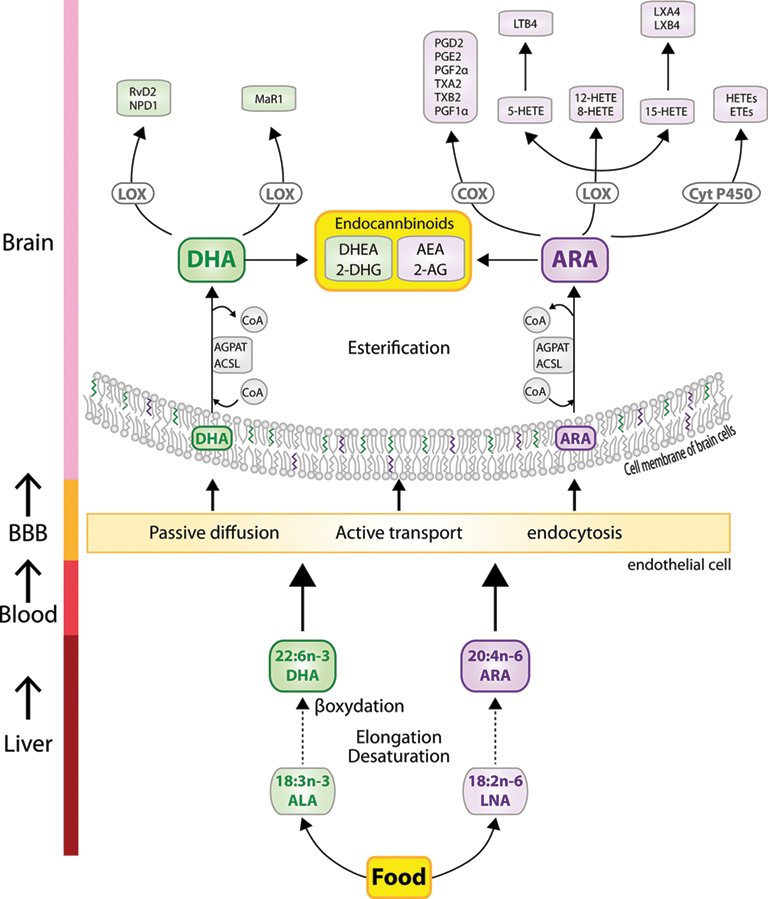 LXA4
LXB4
LTB4
PGD2
PGE2
PGF2α
TXA2
TXB2
PGF1α
RvD2
NPD1
MaR1
5-HETE
12-HETE
8-HETE
15-HETE
HETEs
ETEs
LOX
LOX
COX
LOX
Cyt P450
Brain
DHA
Endocannbinoids
DHEA
2-DHG
AEA
2-AG
ARA
CoA
CoA
AGPAT
ACSL
Esterification
AGPAT
ACSL
CoA
CoA
DHA
ARA
Cell membrane of brain cells
BBB
Passive diffusion
Active transport
endocytosis
endothelial cell
Blood
22:6n-3
DHA
20:4n-6
ARA
βoxydation
Liver
Elongation
Desaturation
18:3n-3
ALA
18:2n-6
LNA
Food